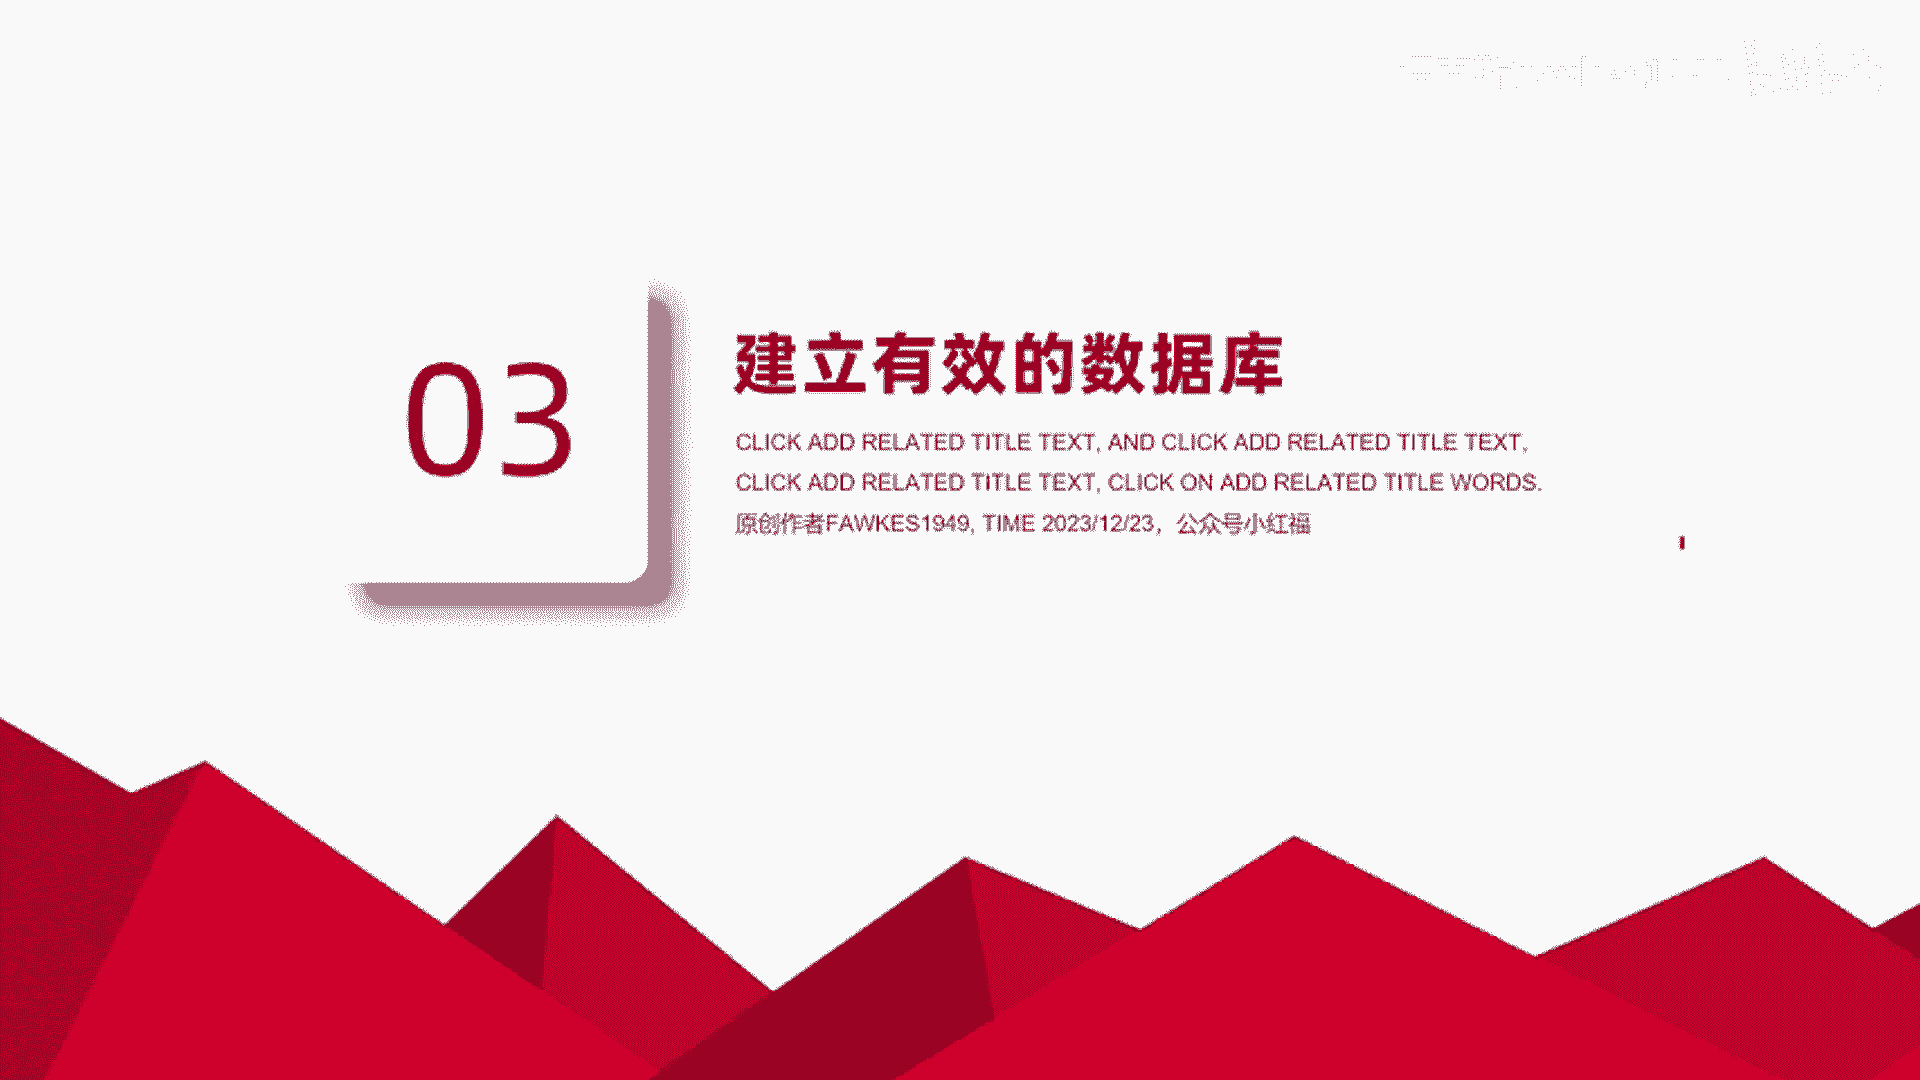 03
建立有效的数据库
CLICK ADD RELATED TITLE TEXT, AND CLICK ADD RELATED TITLE TEXT,
CLICK ADD RELATED TITLE TEXT, CLICK ON ADD RELATED TITLE WORDS.
原创作者FAWKES1949, TIME 2023/12/23，公众号小红福